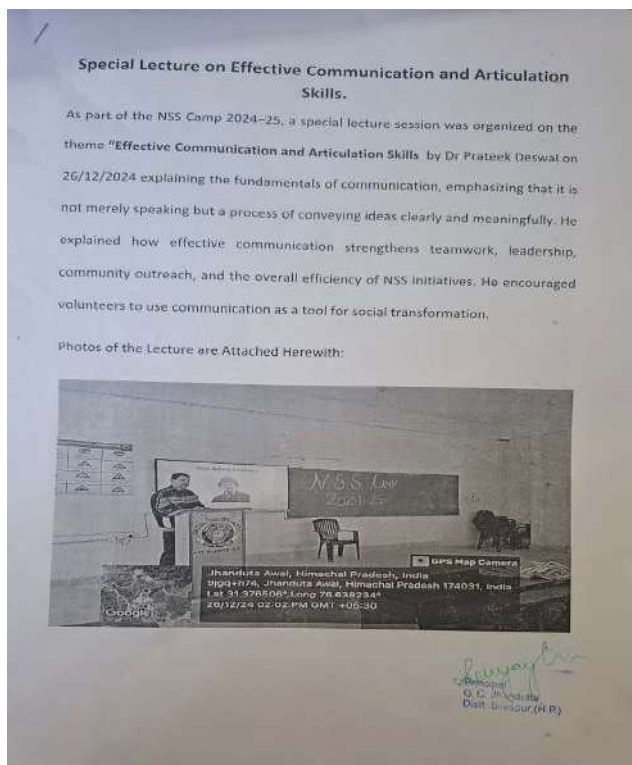 Special Lecture on Effective Communication and Articulation
Skills.
As part of the NSS Camp 2024–25, a special lecture session was organized on the
theme "Effective Communication and Articulation Skills by Dr Prateek Deswal on
26/12/2024 explaining the fundamentals of communication, emphasizing that it is
not merely speaking but a process of conveying ideas clearly and meaningfully. He
explained how effective communication strengthens teamwork, leadership,
community outreach, and the overall efficiency of NSS initiatives. He encouraged
volunteers to use communication as a tool for social transformation.
Photos of the Lecture are Attached Herewith:
N.S.S.
2024-25
GPS Map Camera
Jhanduta Awal, Himachal Pradesh, India
Jhanduta Awal, Himachal Pradesh 174031, India
Lat Long
26/12/24 02:02 PM GMT +05:30
Google
Principal
G.C. Jhandutta
Distt. Bilaspur (H.P.)